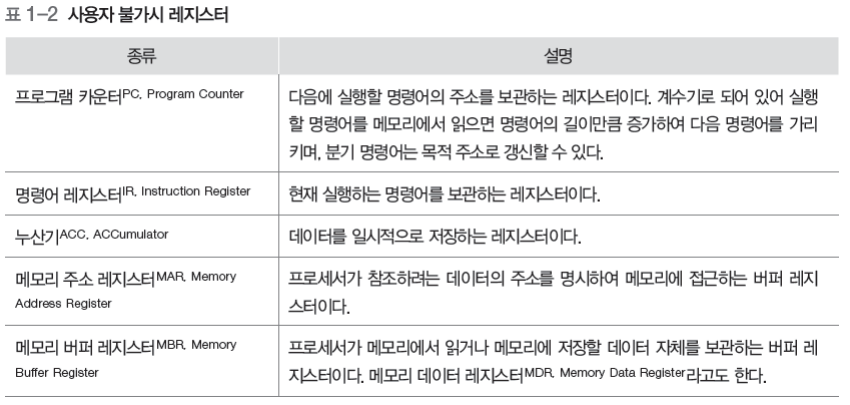 표 1-2 사용자 불가시 레지스터
종류 설명
프로그램 카운터PC, Program Counter 다음에 실행할 명령어의 주소를 보관하는 레지스터이다. 계수기로 되어 있어 실행
할 명령어를 메모리에서 읽으면 명령어의 길이만큼 증가하여 다음 명령어를 가리
키며, 분기 명령어는 목적 주소로 갱신할 수 있다.
명령어 레지스터IR, Instruction Register 현재 실행하는 명령어를 보관하는 레지스터이다.
누산기ACC, ACCumulator 데이터를 일시적으로 저장하는 레지스터이다.
메모리 주소 레지스터MAR, Memory 프로세서가 참조하려는 데이터의 주소를 명시하여 메모리에 접근하는 버퍼 레지
Address Register 스터이다.
메모리 버퍼 레지스터MBR, Memory 프로세서가 메모리에서 읽거나 메모리에 저장할 데이터 자체를 보관하는 버퍼 레
Buffer Register 지스터이다. 메모리 데이터 레지스터MDR, Memory Data Register라고도 한다.